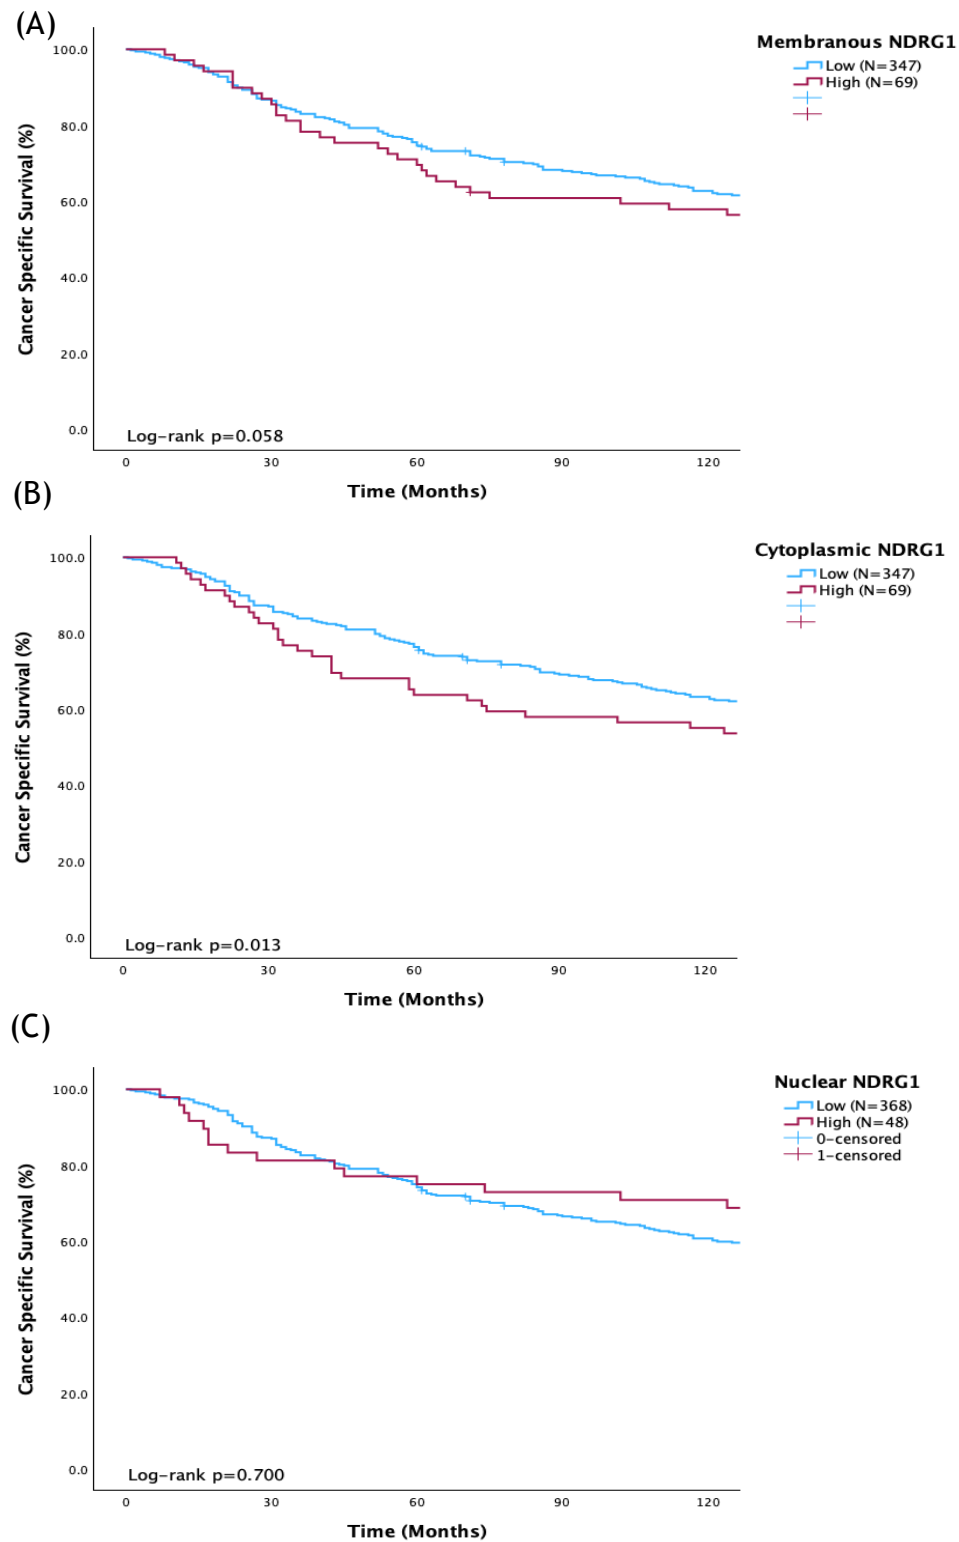 (A)
Membranous NDRG1
Low (N=347)
High (N=69)
100.0
80.0
60.0
40.0
20.0
0.0
Cancer Specific Survival (%)
Log-rank p=0.058
0 30 60 90 120
Time (Months)
(B)
Cytoplasmic NDRG1
Low (N=347)
High (N=69)
100.0
80.0
60.0
40.0
20.0
0.0
Cancer Specific Survival (%)
Log-rank p=0.013
0 30 60 90 120
Time (Months)
(C)
Nuclear NDRG1
Low (N=368)
High (N=48)
0-censored
1-censored
100.0
80.0
60.0
40.0
20.0
0.0
Cancer Specific Survival (%)
Log-rank p=0.700
0 30 60 90 120
Time (Months)